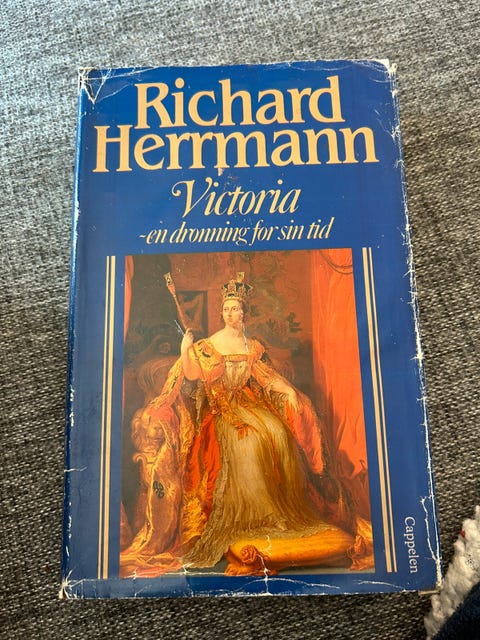 Richard
Herrmann
Victoria
-en dronning for sin tid
Cappelen